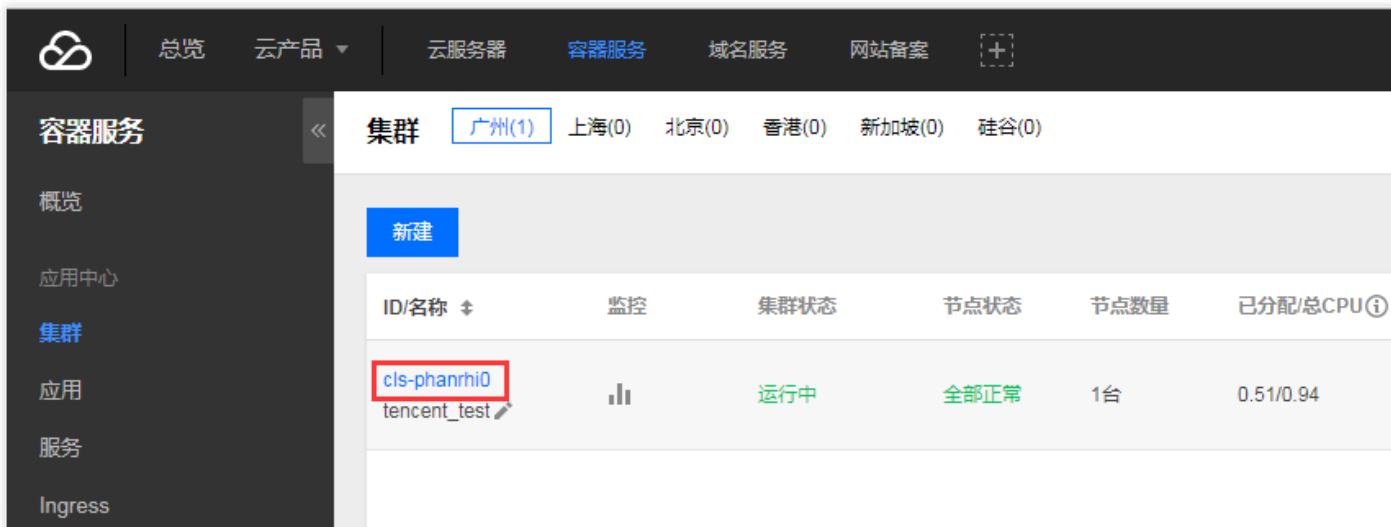 总览 云产品 云服务器 容器服务 域名服务 网站备案
容器服务
集群 广州(1) 上海(0) 北京(0) 香港(0) 新加坡(0) 硅谷(0)
概览
新建
应用中心
集群
应用
服务
Ingress
ID/名称 监控 集群状态 节点状态 节点数量 已分配/总CPU
cls-phanrhi0
tencent_test
运行中 全部正常 1台 0.51/0.94